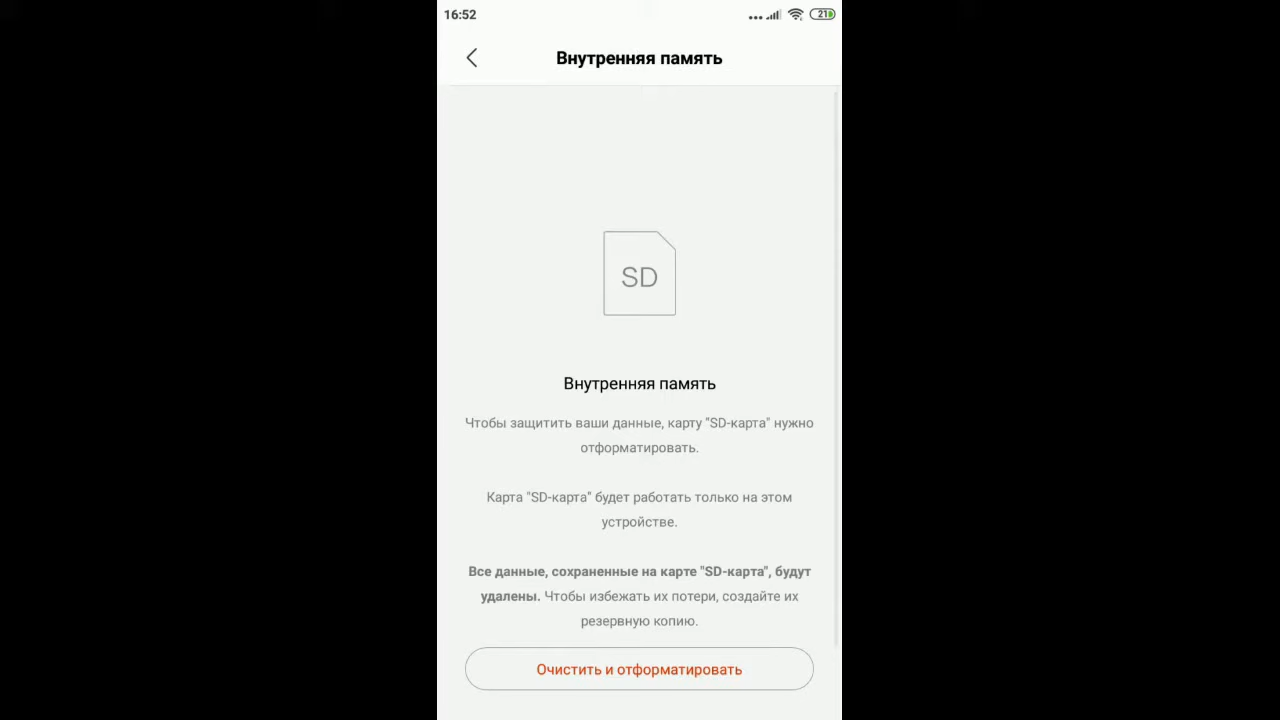 16:52
21
Внутренняя память
SD
Внутренняя память
Чтобы защитить ваши данные, карту "SD-карта" нужно
отформатировать.
Карта "SD-карта" будет работать только на этом
устройстве.
Все данные, сохраненные на карте "SD-карта", будут
удалены. Чтобы избежать их потери, создайте их
резервную копию.
Очистить и отформатировать